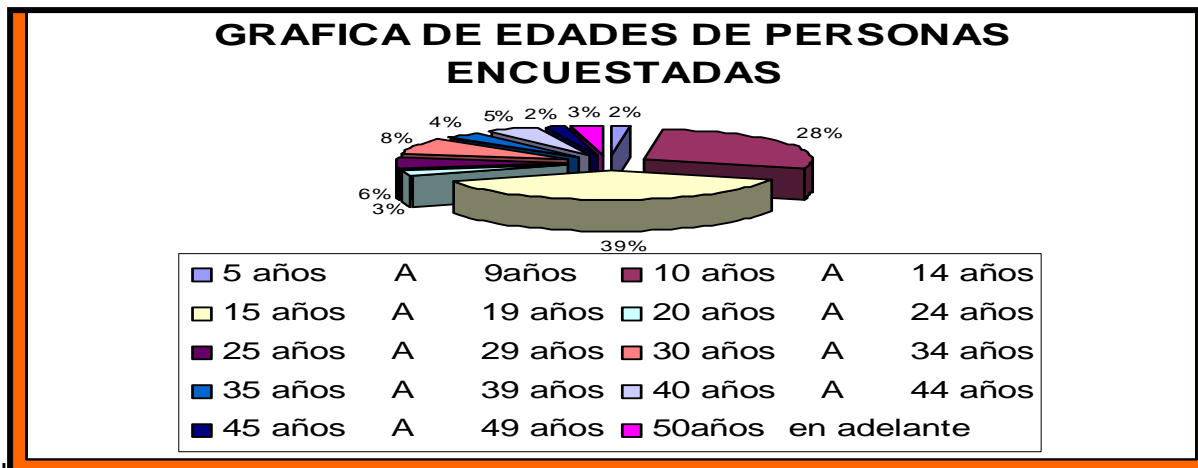 GRAFICA DE EDADES DE PERSONAS
ENCUESTADAS
4% 5% 2% 3% 2%
8% 28%
6%
3%
39%
5 años A 9años 10 años A 14 años
15 años A 19 años 20 años A 24 años
25 años A 29 años 30 años A 34 años
35 años A 39 años 40 años A 44 años
45 años A 49 años 50años en adelante